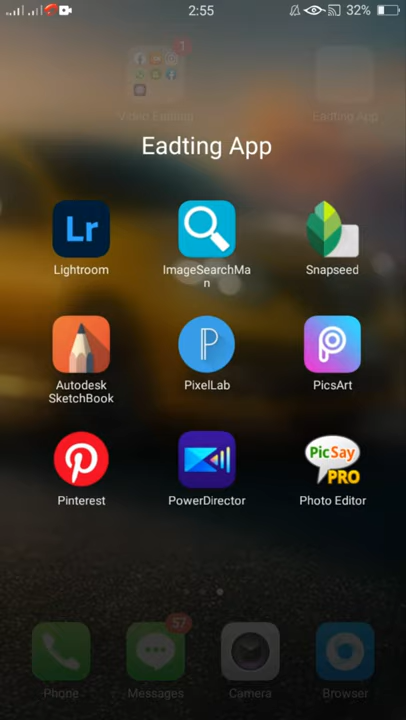 2:55
32%
1
Video Eadting
Eadting App
Eadting App
Lr
Lightroom
ImageSearchMa
n
Snapseed
Autodesk
SketchBook
PixelLab
PicsArt
PicSay
PRO
Pinterest
PowerDirector
Photo Editor
57
Phone
Messages
Camera
Browser